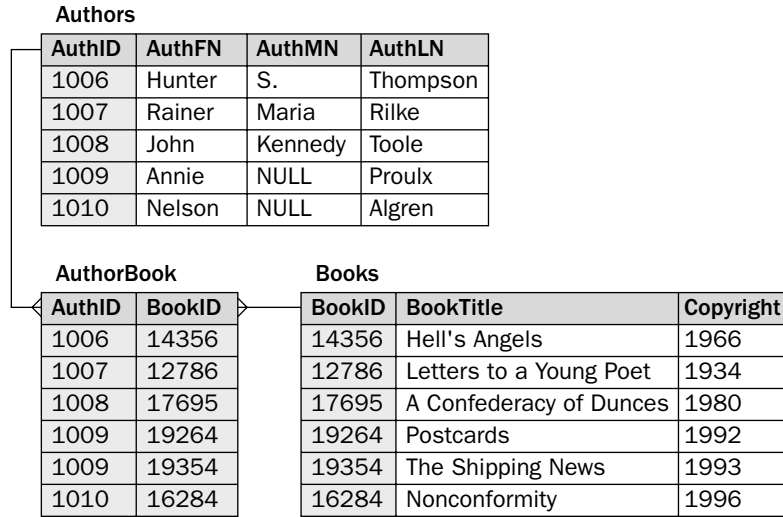 Authors
AuthID AuthFN AuthMN AuthLN
1006 Hunter S. Thompson
1007 Rainer Maria Rilke
1008 John Kennedy Toole
1009 Annie NULL Proulx
1010 Nelson NULL Algren
AuthorBook
AuthID BookID
1006 14356
1007 12786
1008 17695
1009 19264
1009 19354
1010 16284
Books
BookID BookTitle Copyright
14356 Hell's Angels 1966
12786 Letters to a Young Poet 1934
17695 A Confederacy of Dunces 1980
19264 Postcards 1992
19354 The Shipping News 1993
16284 Nonconformity 1996